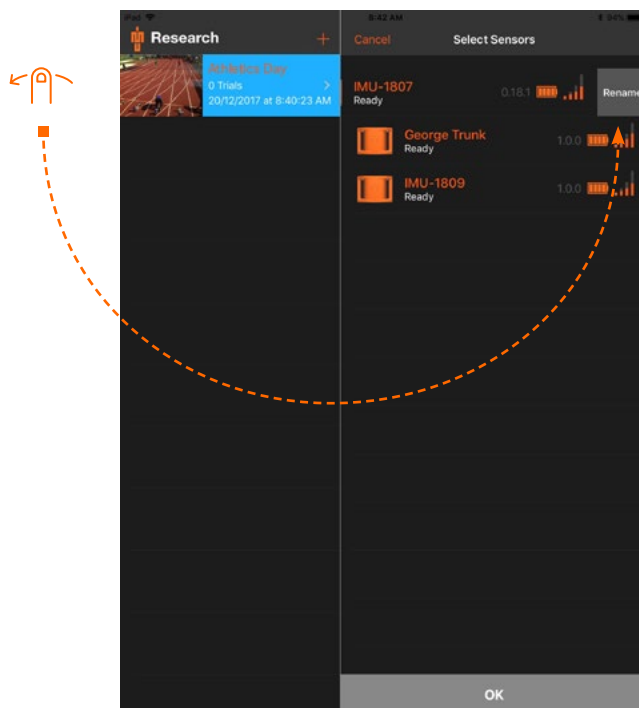 iPad
8:42 AM
94%
Research
+
Cancel
Select Sensors
Athletics Day
0 Trials
>
20/12/2017 at 8:40:23 AM
IMU-1807
Ready
0.18.1
Rename
George Trunk
Ready
1.0.0
IMU-1809
Ready
1.0.0
OK